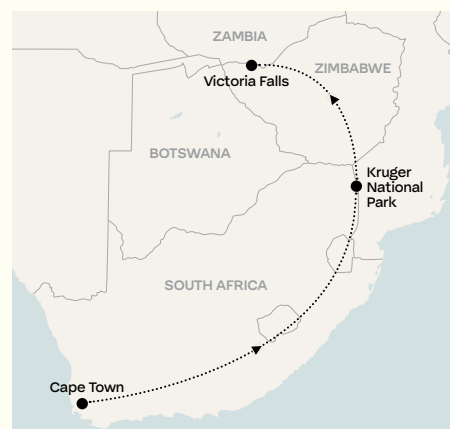 ZAMBIA
ZIMBABWE
Victoria Falls
BOTSWANA
Kruger
National
Park
SOUTH AFRICA
Cape Town